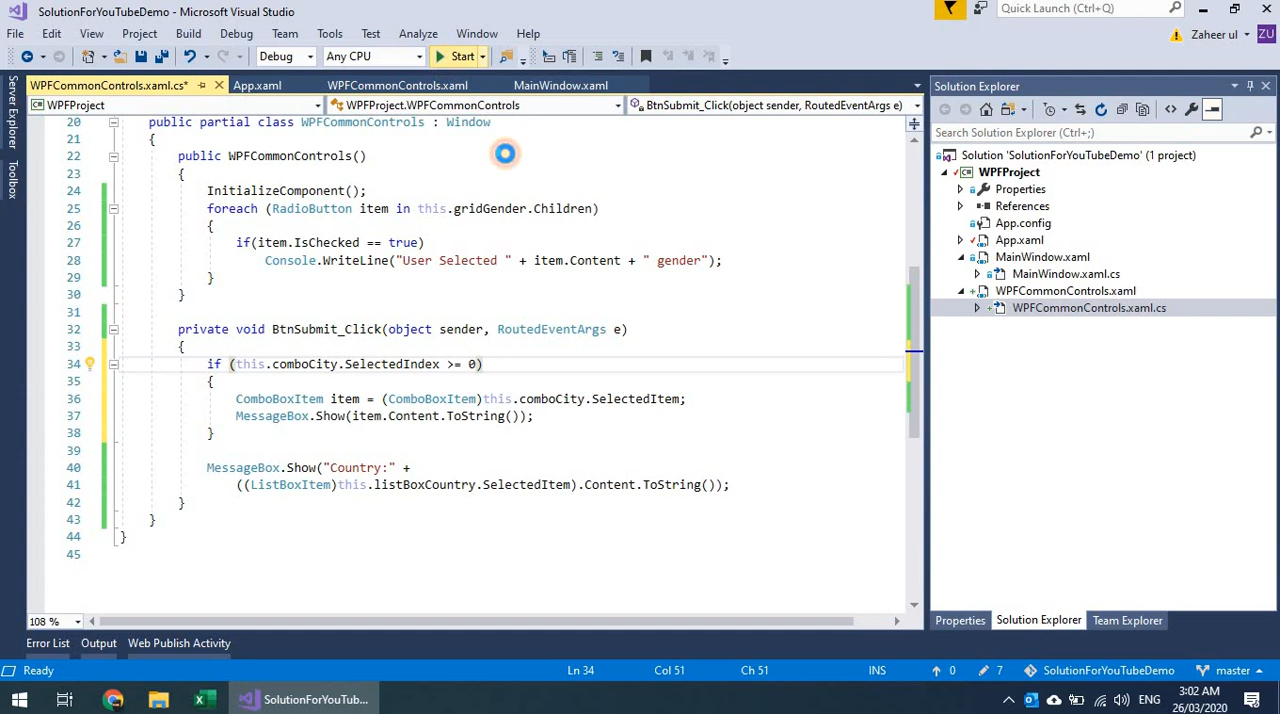 SolutionForYouTubeDemo - Microsoft Visual Studio
Quick Launch (Ctrl+Q)
File Edit View Project Build Debug Team Tools Test Analyze Window Help
Zaheer ul ZU
Debug Any CPU Start
WPFCommonControls.xaml.cs* App.xaml WPFCommonControls.xaml MainWindow.xaml
WPFProject WPFProject.WPFCommonControls BtnSubmit_Click(object sender, RoutedEventArgs e)
Server Explorer
Toolbox
20 public partial class WPFCommonControls : Window
21 {
22 public WPFCommonControls()
23 {
24 InitializeComponent();
25 foreach (RadioButton item in this.gridGender.Children)
26 {
27 if(item.IsChecked == true)
28 Console.WriteLine("User Selected " + item.Content + " gender");
29 }
30 }
31
32 private void BtnSubmit_Click(object sender, RoutedEventArgs e)
33 {
34 if (this.comboCity.SelectedIndex >= 0)
35 {
36 ComboBoxItem item = (ComboBoxItem)this.comboCity.SelectedItem;
37 MessageBox.Show(item.Content.ToString());
38 }
39
40 MessageBox.Show("Country:" +
41 ((ListBoxItem)this.listBoxCountry.SelectedItem).Content.ToString());
42 }
43 }
44 }
45
108 %
Solution Explorer
Search Solution Explorer (Ctrl+;)
Solution 'SolutionForYouTubeDemo' (1 project)
WPFProject
Properties
References
App.config
App.xaml
MainWindow.xaml
MainWindow.xaml.cs
WPFCommonControls.xaml
WPFCommonControls.xaml.cs
Properties Solution Explorer Team Explorer
Error List Output Web Publish Activity
Ready Ln 34 Col 51 Ch 51 INS 0 7 SolutionForYouTubeDemo master
SolutionForYouTub... ENG 3:02 AM
26/03/2020